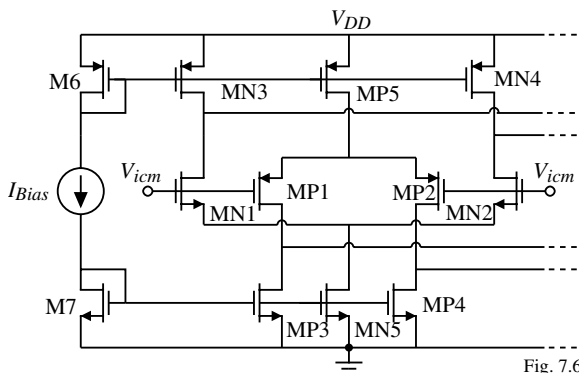 V_DD
M6
MN3
MP5
MN4
I_Bias
V_icm
MP1
MP2
V_icm
MN1
MN2
M7
MP3
MN5
MP4
Fig. 7.6